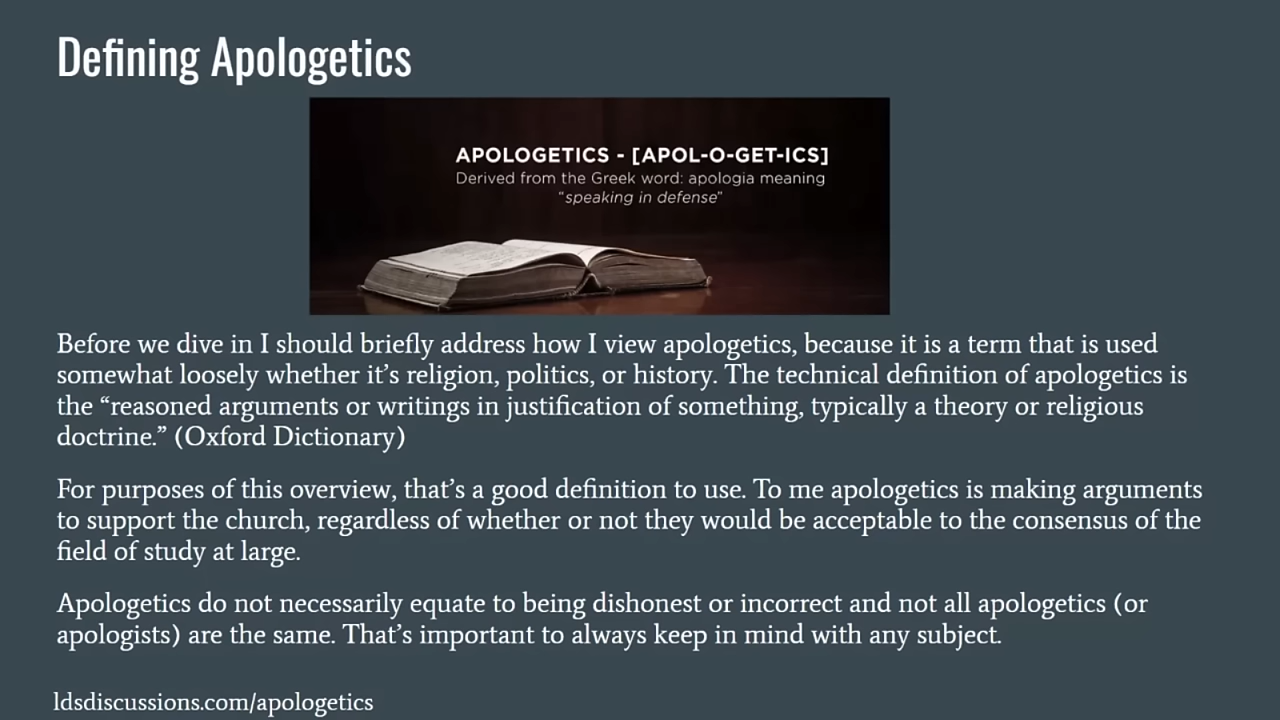 Defining Apologetics
APOLOGETICS - [APOL-O-GET-ICS]
Derived from the Greek word: apologia meaning
“speaking in defense”
Before we dive in I should briefly address how I view apologetics, because it is a term that is used
somewhat loosely whether it’s religion, politics, or history. The technical definition of apologetics is
the “reasoned arguments or writings in justification of something, typically a theory or religious
doctrine.” (Oxford Dictionary)
For purposes of this overview, that’s a good definition to use. To me apologetics is making arguments
to support the church, regardless of whether or not they would be acceptable to the consensus of the
field of study at large.
Apologetics do not necessarily equate to being dishonest or incorrect and not all apologetics (or
apologists) are the same. That’s important to always keep in mind with any subject.
ldsdiscussions.com/apologetics